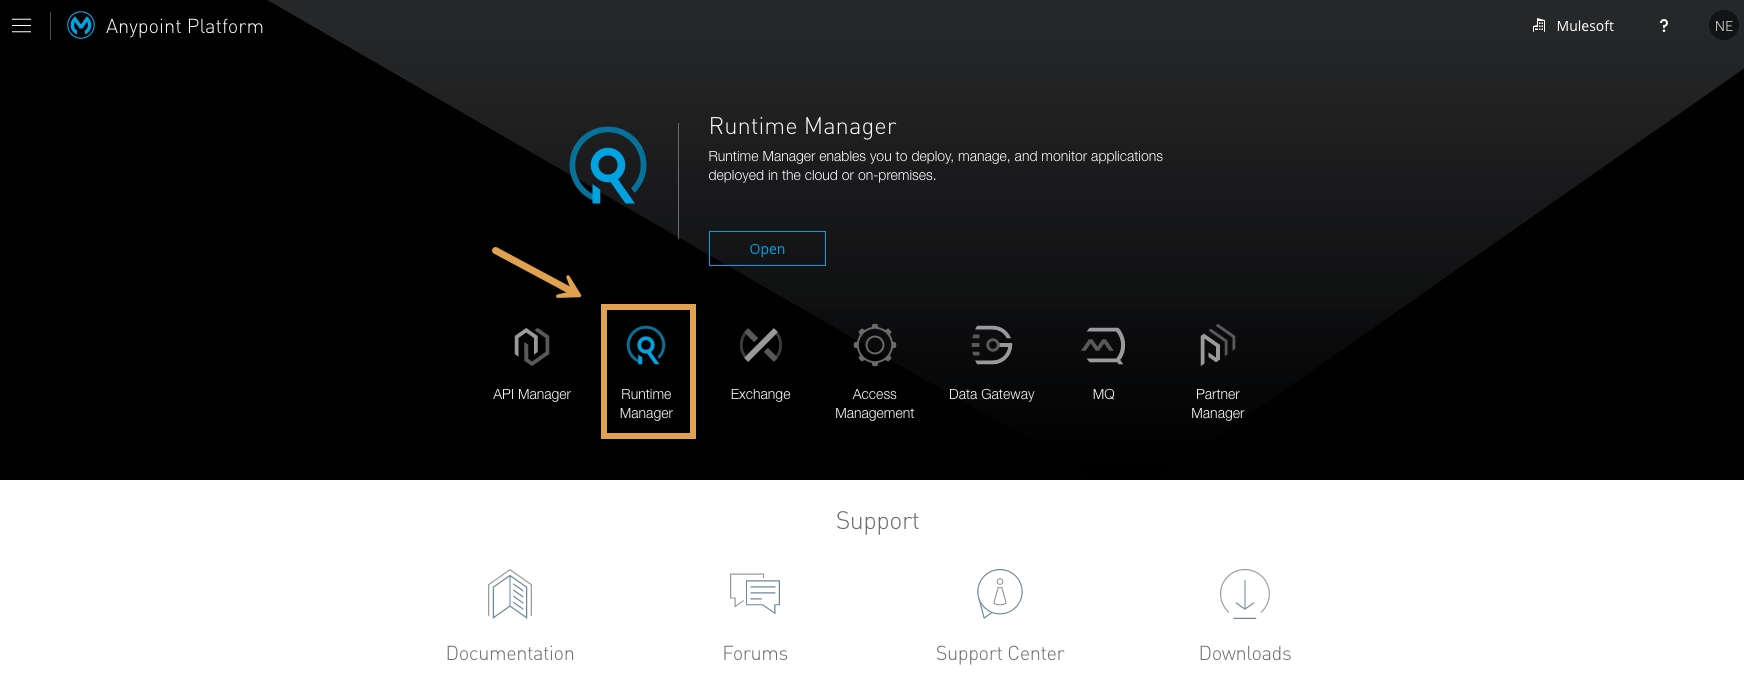 Anypoint Platform
Mulesoft
?
NE
Runtime Manager
Runtime Manager enables you to deploy, manage, and monitor applications
deployed in the cloud or on-premises.
Open
API Manager
Runtime
Manager
Exchange
Access
Management
Data Gateway
MQ
Partner
Manager
Support
Documentation
Forums
Support Center
Downloads